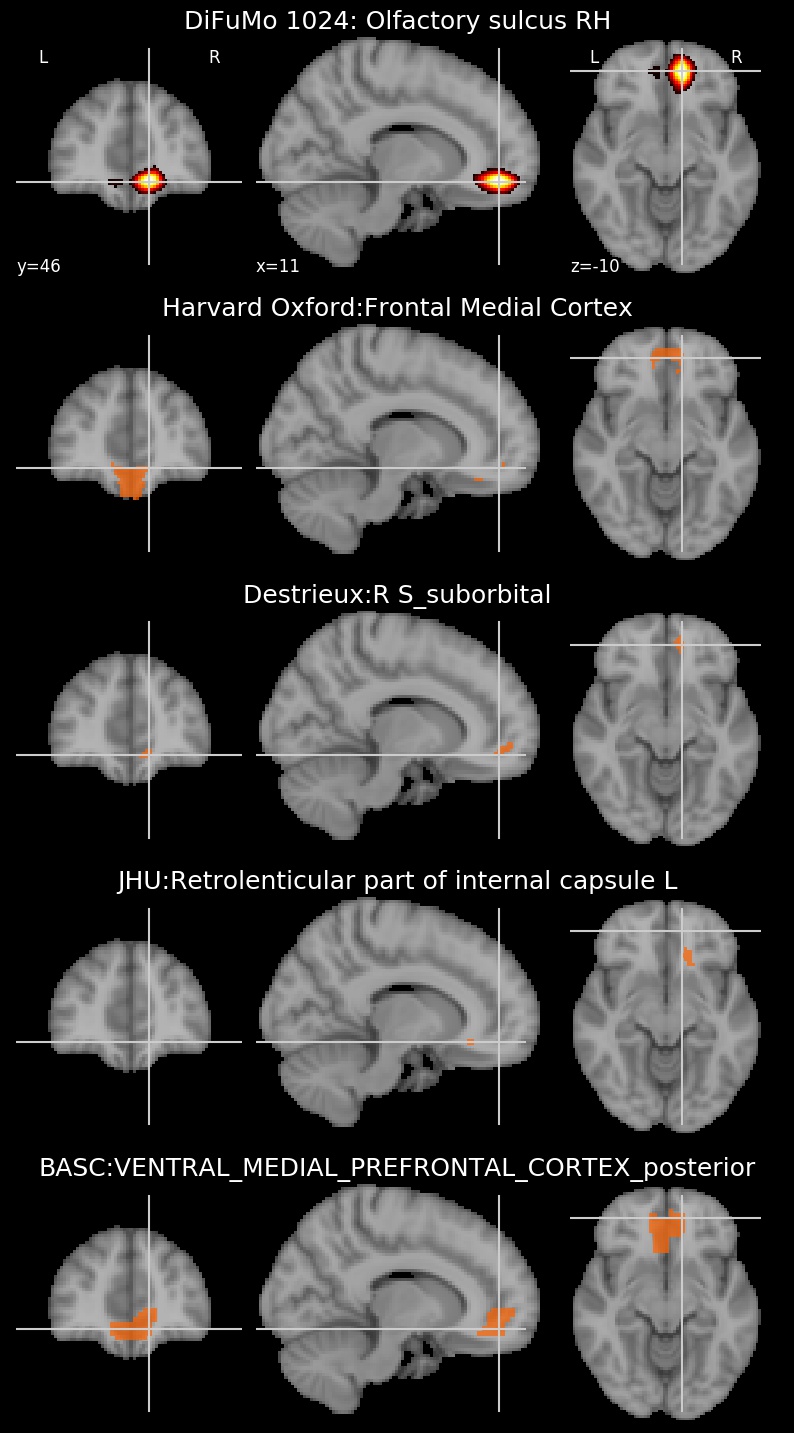 DiFuMo 1024: Olfactory sulcus RH
L R L R
y=46 x=11 z=-10
Harvard Oxford:Frontal Medial Cortex
Destrieux:R S_suborbital
JHU:Retrolenticular part of internal capsule L
BASC:VENTRAL_MEDIAL_PREFRONTAL_CORTEX_posterior